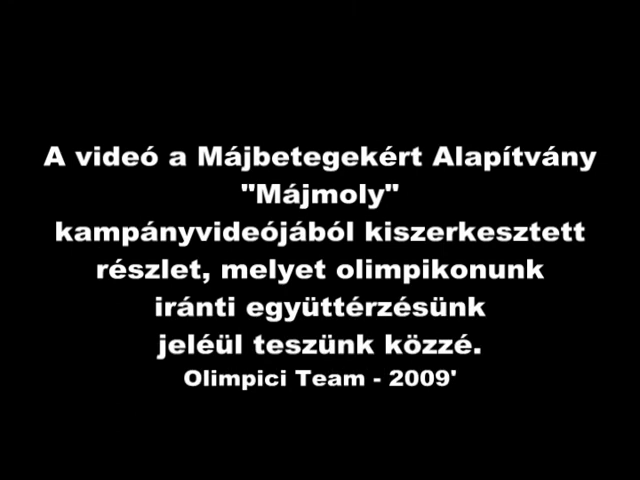 A videó a Májbetegekért Alapítvány
"Májmoly"
kampányvideójából kiszerkesztett
részlet, melyet olimpikonunk
iránti együttérzésünk
jeléül teszünk közzé.
Olimpici Team - 2009'